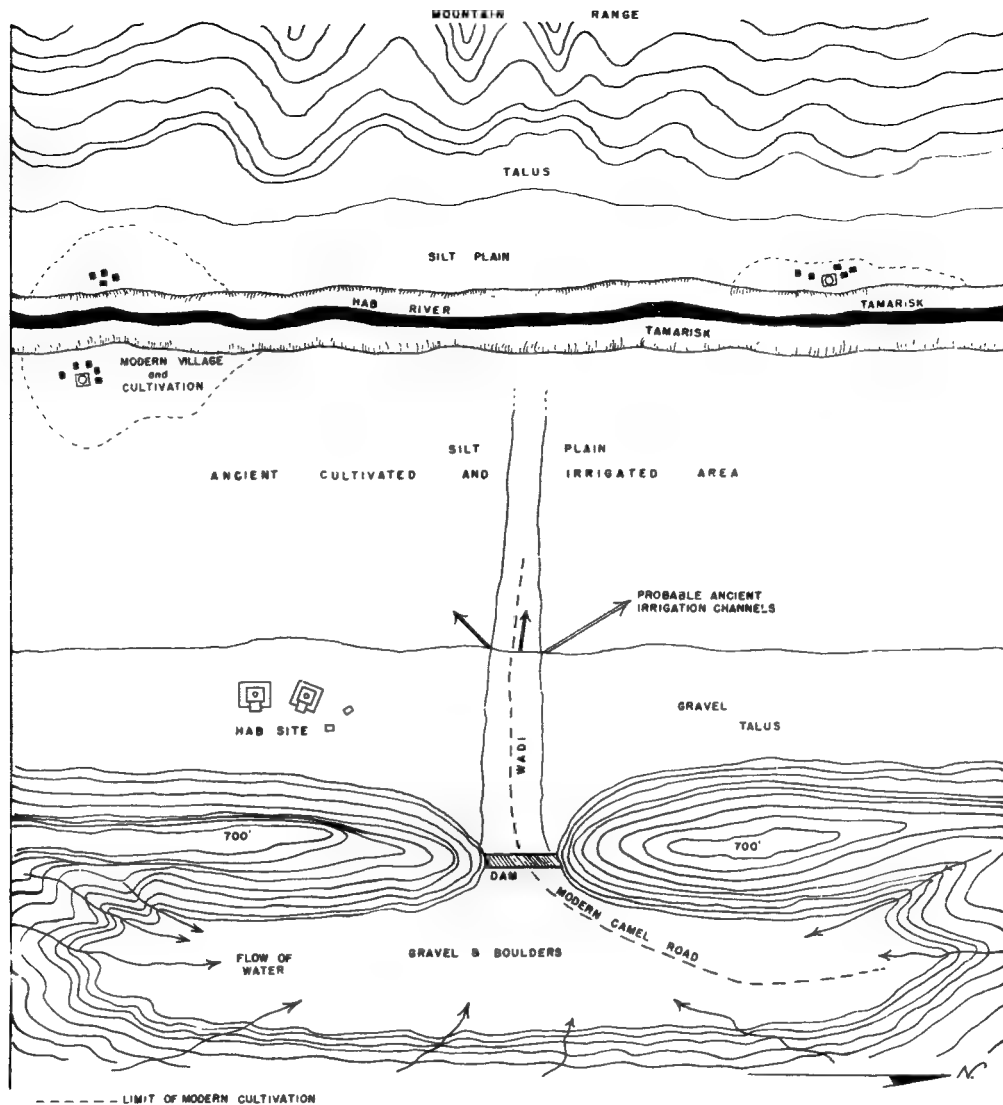 MOUNTAIN RANGE
TALUS
SILT PLAIN
HAB RIVER
TAMARISK
TAMARISK
MODERN VILLAGE
and
CULTIVATION
SILT PLAIN
ANCIENT CULTIVATED AND IRRIGATED AREA
PROBABLE ANCIENT
IRRIGATION CHANNELS
HAB SITE
GRAVEL
TALUS
WADI
700'
700'
DAM
MODERN CAMEL ROAD
FLOW OF
WATER
GRAVEL & BOULDERS
N.
LIMIT OF MODERN CULTIVATION